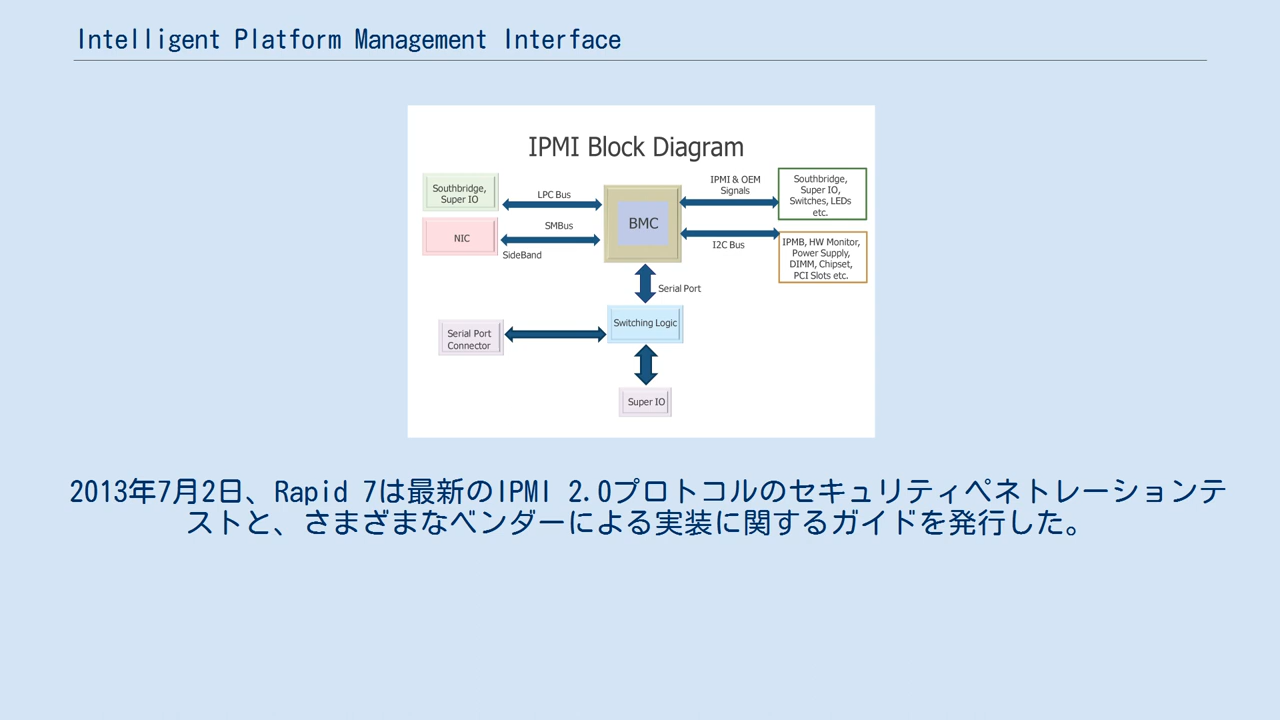 Intelligent Platform Management Interface
IPMI Block Diagram
Southbridge,
Super IO
LPC Bus
BMC
IPMI & OEM
Signals
Southbridge,
Super IO,
Switches, LEDs
etc.
NIC
SMBus
SideBand
I2C Bus
IPMB, HW Monitor,
Power Supply,
DIMM, Chipset,
PCI Slots etc.
Serial Port
Switching Logic
Serial Port
Connector
Super IO
2013年7月2日、Rapid 7は最新のIPMI 2.0プロトコルのセキュリティペネトレーションテ
ストと、さまざまなベンダーによる実装に関するガイドを発行した。